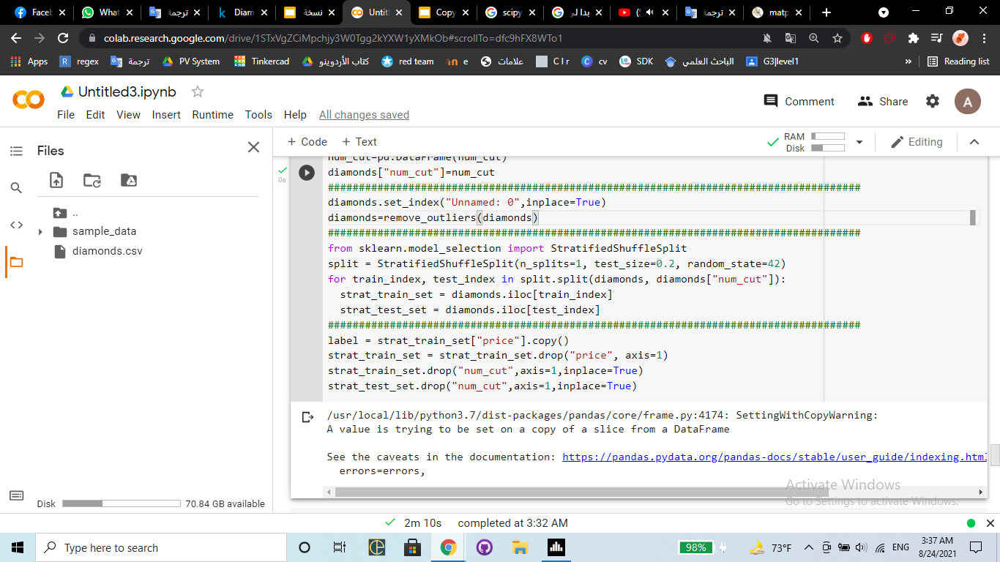 Faceb
What
ترجمة
Diam
نسخة
Untitl
Copy
scipy
بدا لر
(5
ترجمة
matp
colab.research.google.com/drive/1STxVgZCiMpchjy3W0Tgg2kYXW1yXMkOb#scrollTo=dfc9hFX8WTo1
Apps
regex
ترجمة
PV System
Tinkercad
كتاب الأردوينو
red team
e
علامات
C I r
cv
SDK
الباحث العلمي
G3|level1
»
Reading list
Untitled3.ipynb
File Edit View Insert Runtime Tools Help All changes saved
Comment
Share
A
Files
+ Code + Text
RAM
Disk
Editing
..
sample_data
diamonds.csv
0s
num_cut=pd.DataFrame(num_cut)
diamonds["num_cut"]=num_cut
######################################################################################
diamonds.set_index("Unnamed: 0",inplace=True)
diamonds=remove_outliers(diamonds)
######################################################################################
from sklearn.model_selection import StratifiedShuffleSplit
split = StratifiedShuffleSplit(n_splits=1, test_size=0.2, random_state=42)
for train_index, test_index in split.split(diamonds, diamonds["num_cut"]):
  strat_train_set = diamonds.iloc[train_index]
  strat_test_set = diamonds.iloc[test_index]
######################################################################################
label = strat_train_set["price"].copy()
strat_train_set = strat_train_set.drop("price", axis=1)
strat_train_set.drop("num_cut",axis=1,inplace=True)
strat_test_set.drop("num_cut",axis=1,inplace=True)
/usr/local/lib/python3.7/dist-packages/pandas/core/frame.py:4174: SettingWithCopyWarning:
A value is trying to be set on a copy of a slice from a DataFrame
See the caveats in the documentation: https://pandas.pydata.org/pandas-docs/stable/user_guide/indexing.html
  errors=errors,
Activate Windows
Go to Settings to activate Windows.
Disk
70.84 GB available
2m 10s completed at 3:32 AM
Type here to search
98%
73°F
ENG
3:37 AM
8/24/2021